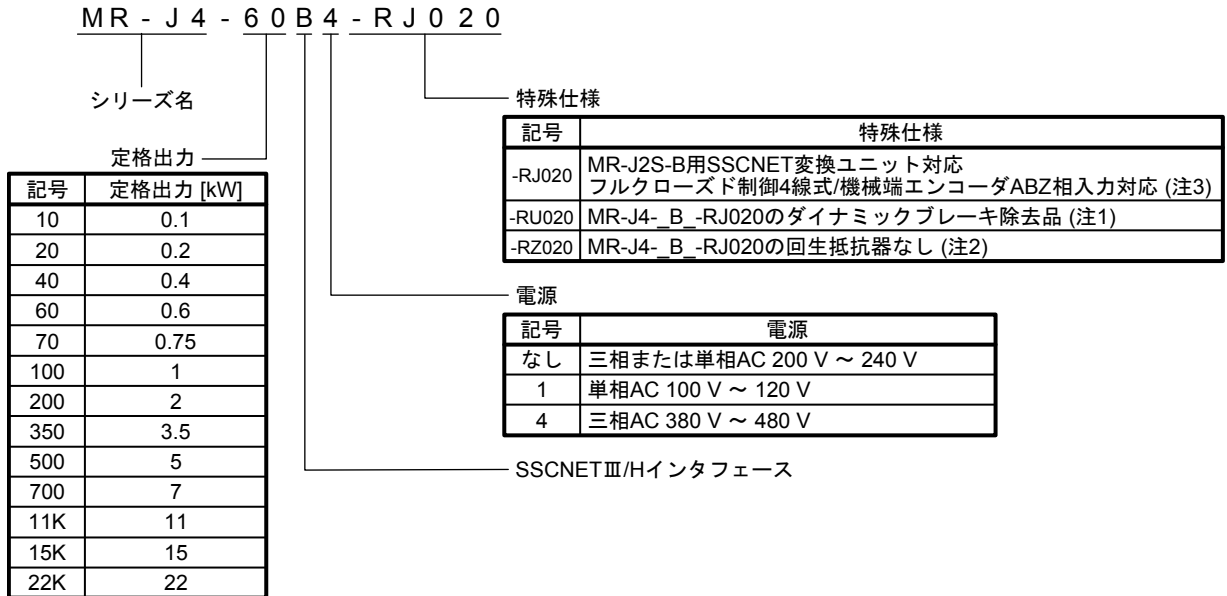 MR-J4-60B4-RJ020
シリーズ名
定格出力
記号 定格出力 [kW]
10 0.1
20 0.2
40 0.4
60 0.6
70 0.75
100 1
200 2
350 3.5
500 5
700 7
11K 11
15K 15
22K 22
特殊仕様
記号 特殊仕様
-RJ020 MR-J2S-B用SSCNET変換ユニット対応
フルクローズド制御4線式/機械端エンコーダABZ相入力対応 (注3)
-RU020 MR-J4-_B_-RJ020のダイナミックブレーキ除去品 (注1)
-RZ020 MR-J4-_B_-RJ020の回生抵抗器なし (注2)
電源
記号 電源
なし 三相または単相AC 200 V ～ 240 V
1 単相AC 100 V ～ 120 V
4 三相AC 380 V ～ 480 V
SSCNETⅢ/Hインタフェース